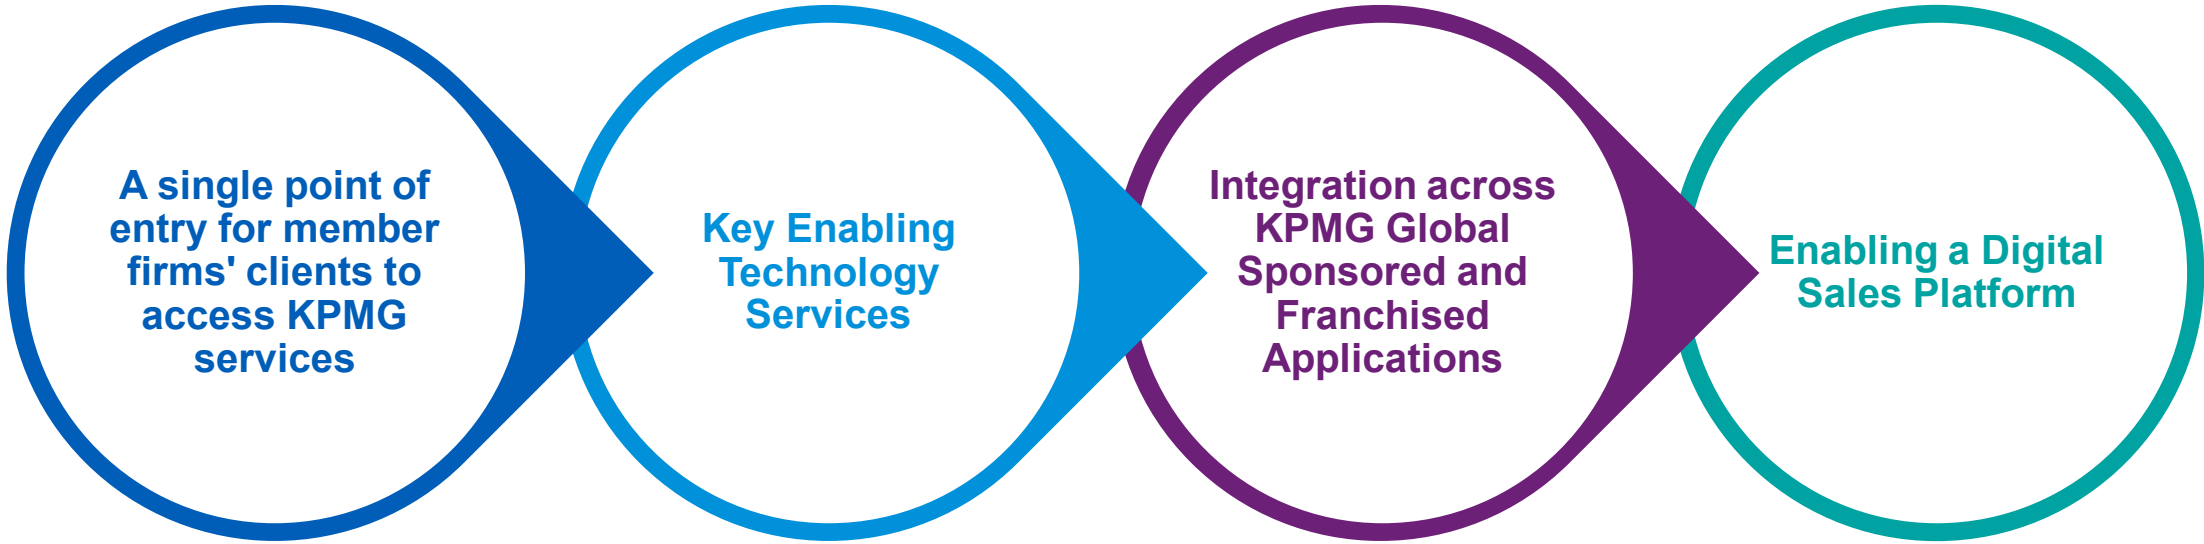 A single point of
entry for member
firms' clients to
access KPMG
services
Key Enabling
Technology
Services
Integration across
KPMG Global
Sponsored and
Franchised
Applications
Enabling a Digital
Sales Platform